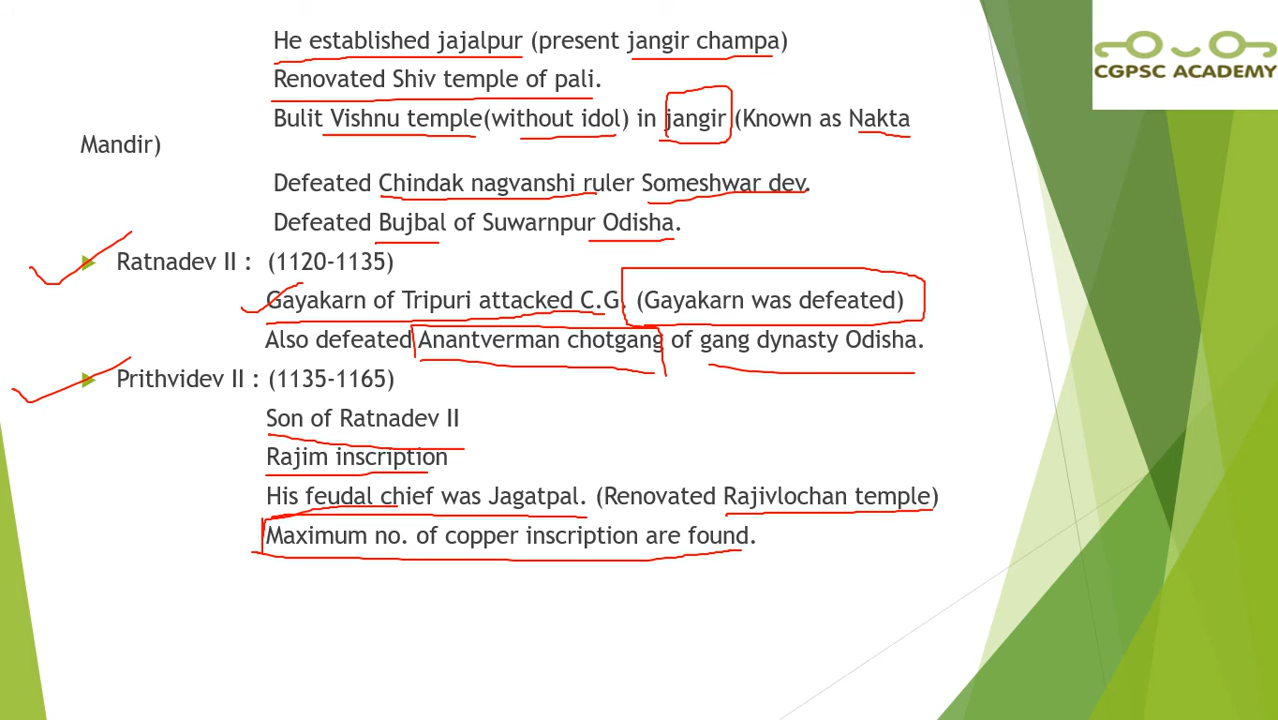 He established jajalpur (present jangir champa)
CGPSC ACADEMY
Renovated Shiv temple of pali.
Bulit Vishnu temple(without idol) in jangir (Known as Nakta
Mandir)
Defeated Chindak nagvanshi ruler Someshwar dev.
Defeated Bujbal of Suwarnpur Odisha.
Ratnadev II : (1120-1135)
Gayakarn of Tripuri attacked C.G. (Gayakarn was defeated)
Also defeated Anantverman chotgang of gang dynasty Odisha.
Prithvidev II : (1135-1165)
Son of Ratnadev II
Rajim inscription
His feudal chief was Jagatpal. (Renovated Rajivlochan temple)
Maximum no. of copper inscription are found.